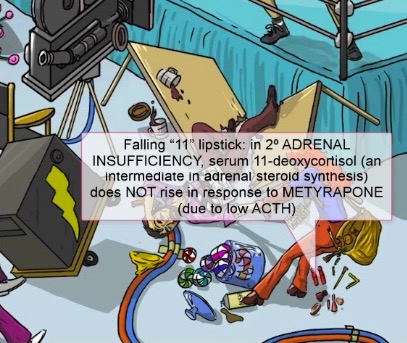 Falling “11” lipstick: in 2º ADRENAL
INSUFFICIENCY, serum 11-deoxycortisol (an
intermediate in adrenal steroid synthesis)
does NOT rise in response to METYRAPONE
(due to low ACTH)